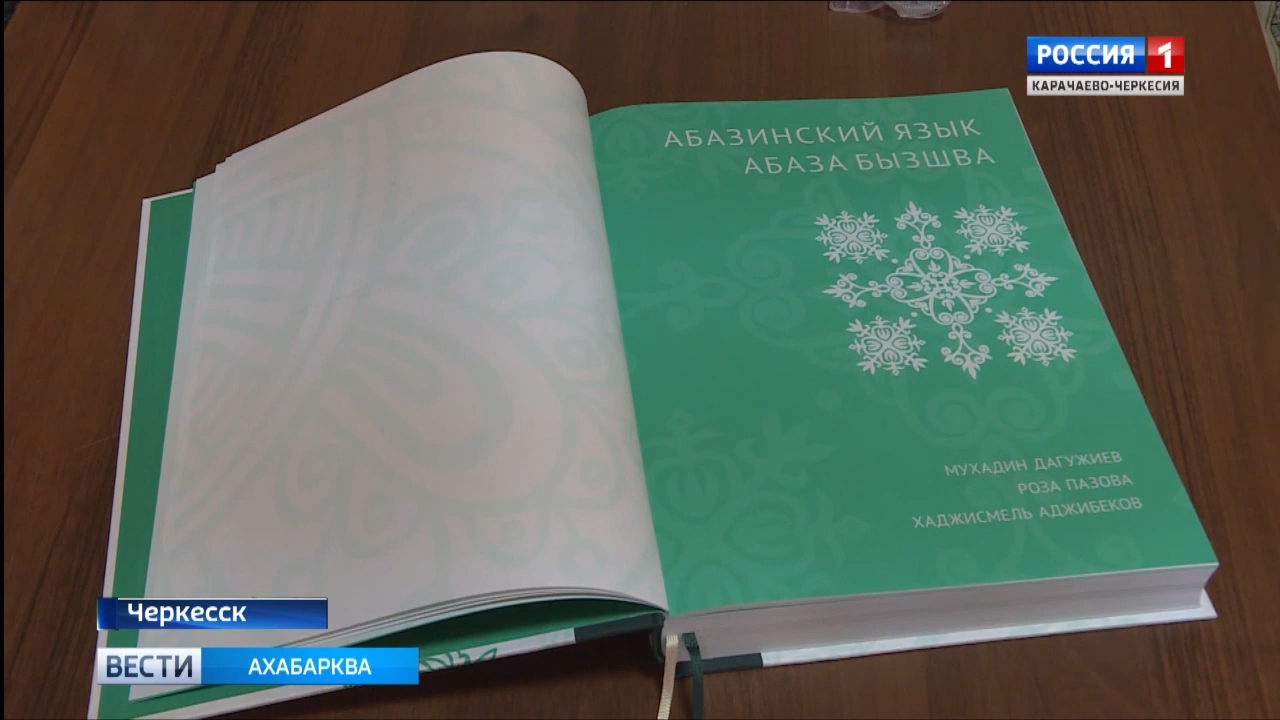 РОССИЯ 1
КАРАЧАЕВО-ЧЕРКЕСИЯ
АБАЗИНСКИЙ ЯЗЫК
АБАЗА БЫЗШВА
МУХАДИН ДАГУЖИЕВ
РОЗА ПАЗОВА
ХАДЖИСМЕЛЬ АДЖИБЕКОВ
Черкесск
ВЕСТИ АХАБАРКВА